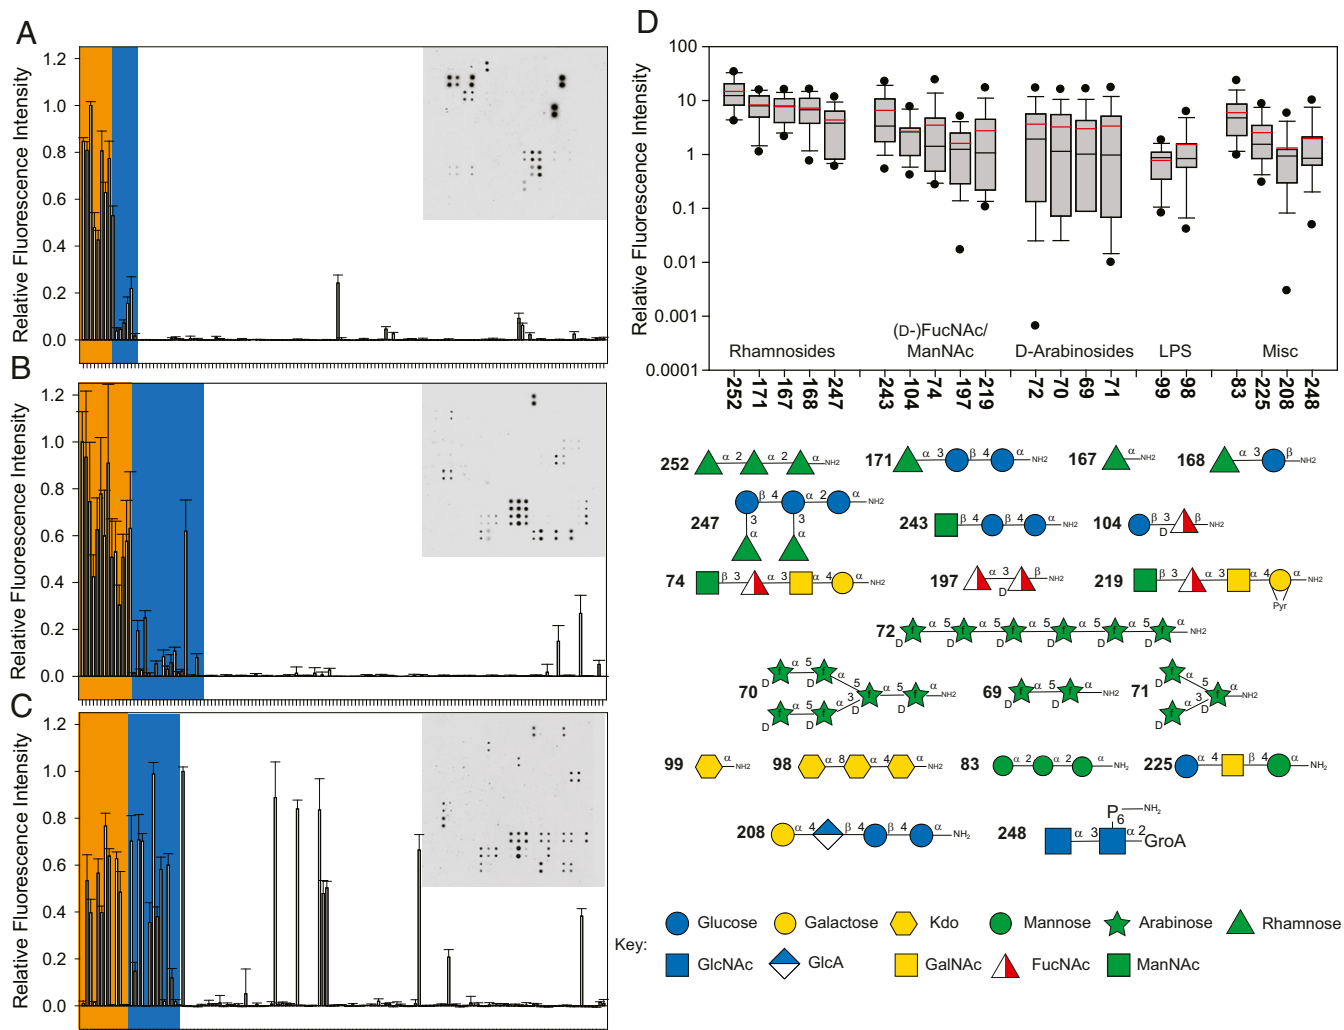 A
Relative Fluorescence Intensity
1.2
1.0
0.8
0.6
0.4
0.2
0.0
B
Relative Fluorescence Intensity
1.2
1.0
0.8
0.6
0.4
0.2
0.0
C
Relative Fluorescence Intensity
1.2
1.0
0.8
0.6
0.4
0.2
0.0
D
Relative Fluorescence Intensity
100
10
1
0.1
0.01
0.001
0.0001
Rhamnosides
(D-)FucNAc/
ManNAc
D-Arabinosides
LPS
Misc
252 171 167 168 247 243 104 74 197 219 72 70 69 71 99 98 83 225 208 248
252 α 2 α 2 α NH2
171 α 3 β 4 α NH2
167 α NH2
168 α 3 β NH2
247 β 4 α 2 α NH2
3 3
α α
243 β 4 β 4 α NH2
104 β 3 D β NH2
74 β 3 α 3 α 4 α NH2
197 α 3 D β NH2
219 β 3 α 3 α 4 α NH2
Pyr
72 f D α 5 f D α 5 f D α 5 f D α 5 f D α 5 f D α NH2
70 f D α 5 f D α 5 f D α 5 f D α NH2
f D α 5 f D α 3
69 f D α 5 f D α NH2
71 f D α 5 f D α NH2
f D α 3
99 α NH2
98 α 8 α 4 α NH2
83 α 2 α 2 α NH2
225 α 4 β 4 α NH2
208 α 4 β 4 β 4 α NH2
248 α 3 α 2 GroA
6 P NH2
Key:
Glucose
Galactose
Kdo
Mannose
Arabinose
Rhamnose
GlcNAc
GlcA
GalNAc
FucNAc
ManNAc